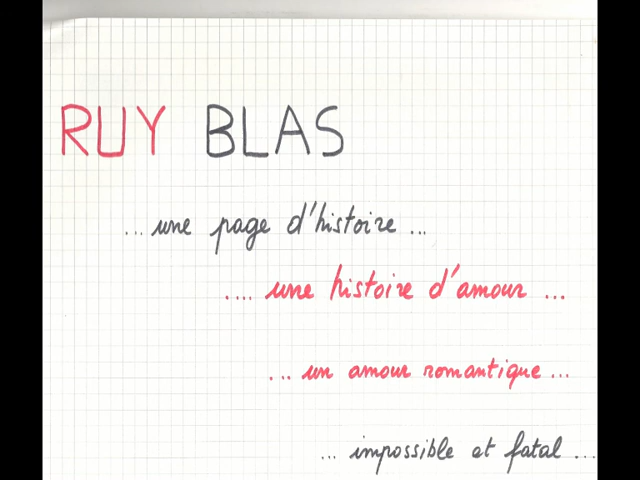 RUY BLAS
... une page d'histoire ...
.... une histoire d'amour ...
... un amour romantique ...
... impossible et fatal ...